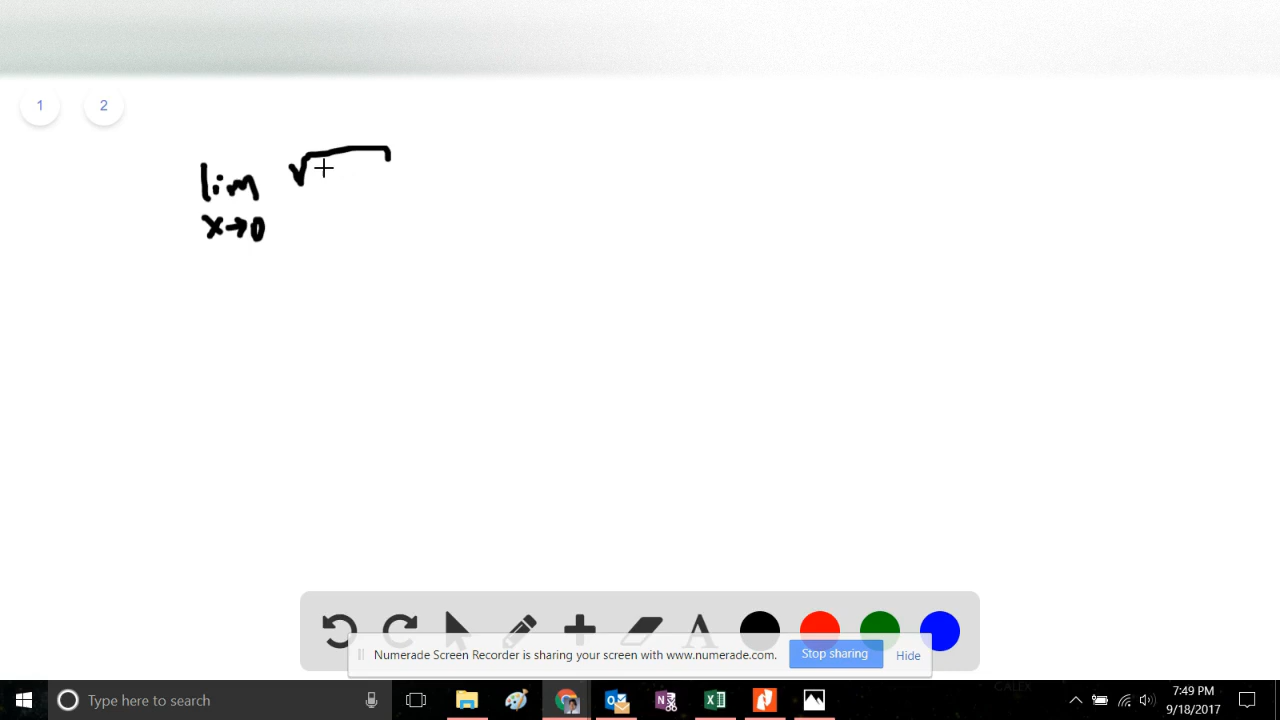 1 2
lim √
x→0
Numerade Screen Recorder is sharing your screen with www.numerade.com. Stop sharing Hide
Type here to search
7:49 PM
9/18/2017